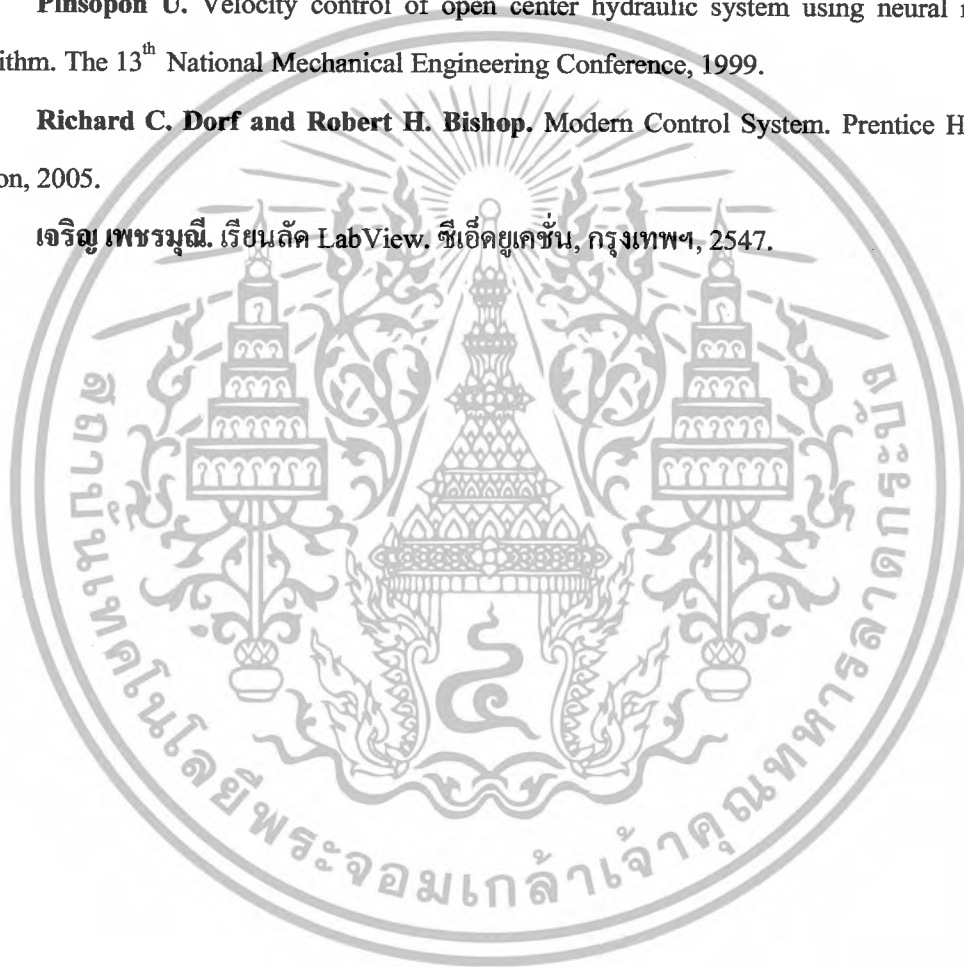 Pinsopon U. Velocity control of open center hydraulic system using neural
ithm. The 13th National Mechanical Engineering Conference, 1999.
Richard C. Dorf and Robert H. Bishop. Modern Control System. Prentice H
on, 2005.
เจริญ เพชรมุณี. เรียนลัด LabView. ซีเอ็ดยูเคชั่น, กรุงเทพฯ, 2547.
สถาบันเทคโนโลยีพระจอมเกล้าเจ้าคุณทหารลาดกระบัง